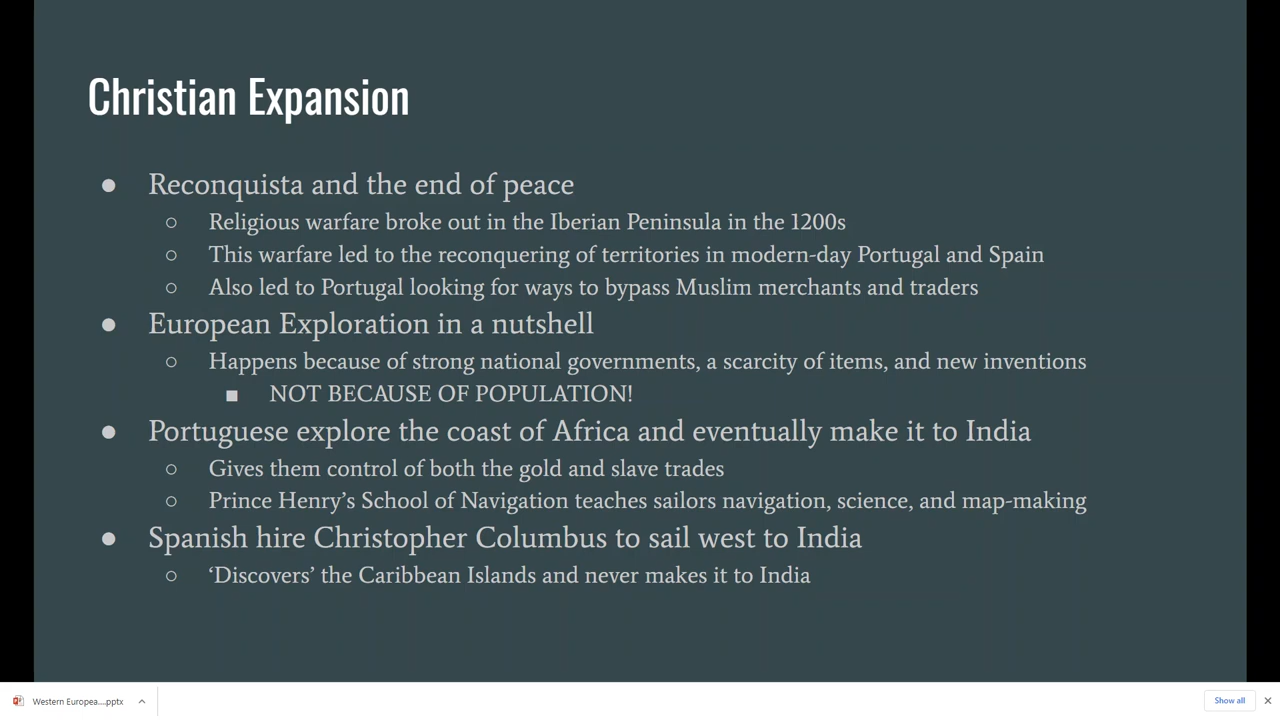 Christian Expansion
● Reconquista and the end of peace
○ Religious warfare broke out in the Iberian Peninsula in the 1200s
○ This warfare led to the reconquering of territories in modern-day Portugal and Spain
○ Also led to Portugal looking for ways to bypass Muslim merchants and traders
● European Exploration in a nutshell
○ Happens because of strong national governments, a scarcity of items, and new inventions
■ NOT BECAUSE OF POPULATION!
● Portuguese explore the coast of Africa and eventually make it to India
○ Gives them control of both the gold and slave trades
○ Prince Henry’s School of Navigation teaches sailors navigation, science, and map-making
● Spanish hire Christopher Columbus to sail west to India
○ ‘Discovers’ the Caribbean Islands and never makes it to India
Western Europea....pptx
Show all